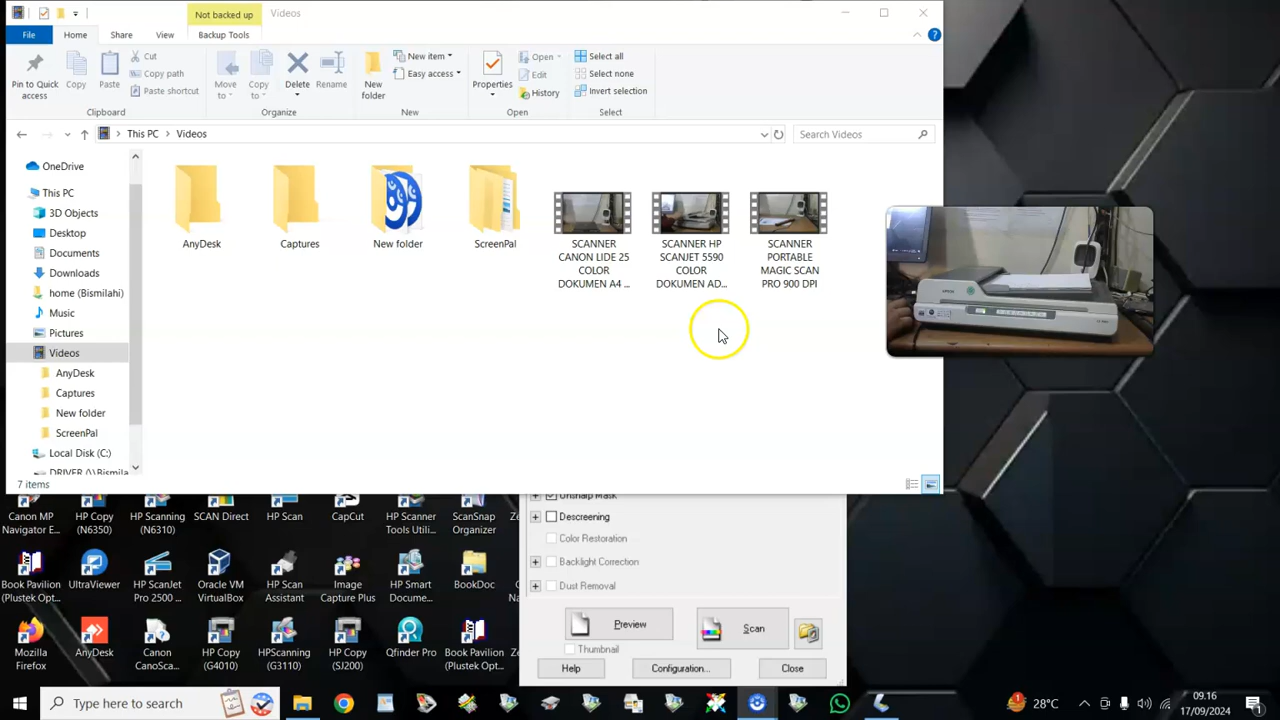 Not backed up
Videos
File
Home
Share
View
Backup Tools
Pin to Quick
access
Copy
Paste
Cut
Copy path
Paste shortcut
Clipboard
Move
to
Copy
to
Delete
Rename
Organize
New
folder
New item
Easy access
New
Properties
Open
Edit
History
Open
Select all
Select none
Invert selection
Select
This PC
Videos
Search Videos
OneDrive
This PC
3D Objects
Desktop
Documents
Downloads
home (Bismilahi)
Music
Pictures
Videos
AnyDesk
Captures
New folder
ScreenPal
Local Disk (C:)
DRIVER (\\Bismila
AnyDesk
Captures
New folder
ScreenPal
SCANNER
CANON LIDE 25
COLOR
DOKUMEN A4 ...
SCANNER HP
SCANJET 5590
COLOR
DOKUMEN AD...
SCANNER
PORTABLE
MAGIC SCAN
PRO 900 DPI
EPSON
7 items
Canon MP
Navigator E...
HP Copy
(N6350)
HP Scanning
(N6310)
SCAN Direct
HP Scan
CapCut
HP Scanner
Tools Utili...
ScanSnap
Organizer
Book Pavilion
(Plustek Opt...
UltraViewer
HP ScanJet
Pro 2500 ...
Oracle VM
VirtualBox
HP Scan
Assistant
Image
Capture Plus
HP Smart
Docume...
BookDoc
Mozilla
Firefox
AnyDesk
Canon
CanoScan...
HP Copy
(G4010)
HPScanning
(G3110)
HP Copy
(SJ200)
Qfinder Pro
Book Pavilion
(Plustek Opt...
Unsharp Mask
Descreening
Color Restoration
Backlight Correction
Dust Removal
Preview
Scan
Thumbnail
Help
Configuration...
Close
Type here to search
1
28°C
09.16
17/09/2024
1